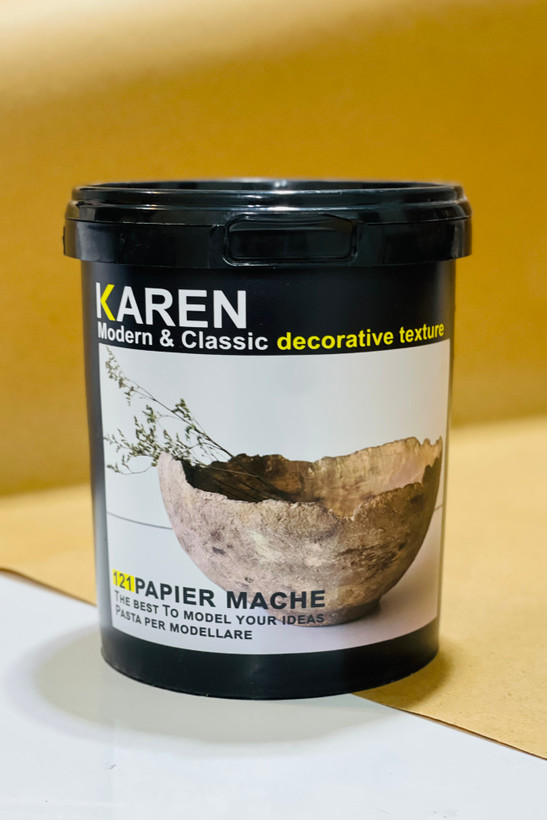 KAREN
Modern & Classic decorative texture
121PAPIER MACHE
THE BEST TO MODEL YOUR IDEAS
PASTA PER MODELLARE